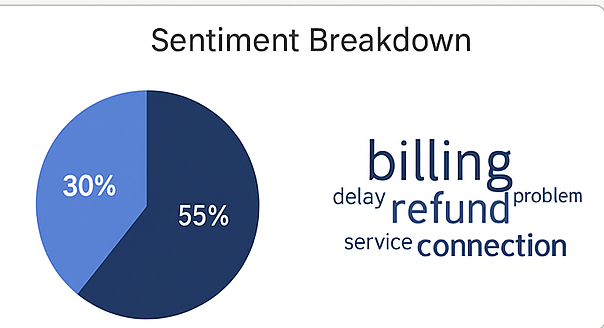 Sentiment Breakdown
30%
55%
billing
delay refund problem
service connection